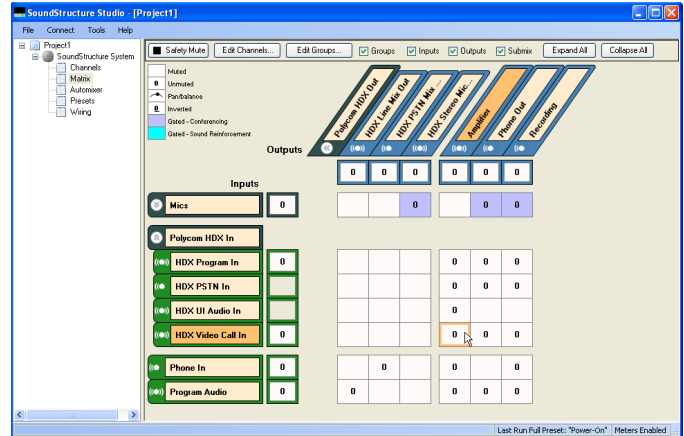 SoundStructure Studio - [Project1]
File Connect Tools Help
Project1
SoundStructure System
Channels
Matrix
Automixer
Presets
Wiring
Safety Mute Edit Channels... Edit Groups... Groups Inputs Outputs Submix Expand All Collapse All
Muted
0 Unmuted
Pan/balance
0 Inverted
Gated - Conferencing
Gated - Sound Reinforcement
Outputs
Polycom HDX Out
HDX Line Mix Out
HDX PSTN Mix ...
HDX Stereo Mic...
Amplifier
Phone Out
Recording
0 0 0 0 0 0
Inputs
Mics 0 0 0 0
Polycom HDX In
HDX Program In 0 0 0 0
HDX PSTN In 0 0 0
HDX UI Audio In 0
HDX Video Call In 0 0 0 0
Phone In 0 0 0 0 0
Program Audio 0 0 0 0 0
Last Run Full Preset: "Power-On" Meters Enabled